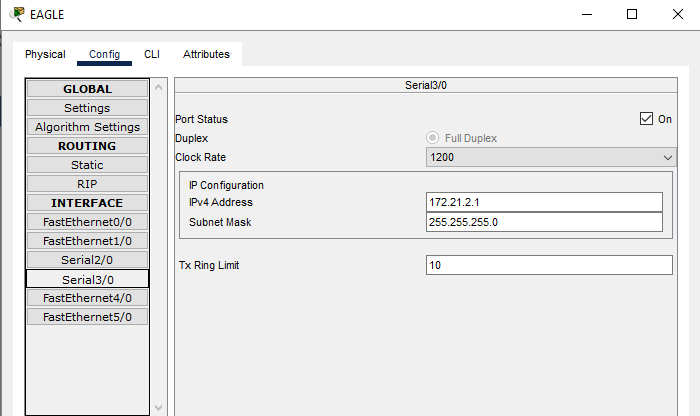 EAGLE
Physical Config CLI Attributes
GLOBAL
Settings
Algorithm Settings
ROUTING
Static
RIP
INTERFACE
FastEthernet0/0
FastEthernet1/0
Serial2/0
Serial3/0
FastEthernet4/0
FastEthernet5/0
Serial3/0
Port Status On
Duplex Full Duplex
Clock Rate 1200
IP Configuration
IPv4 Address 172.21.2.1
Subnet Mask 255.255.255.0
Tx Ring Limit 10